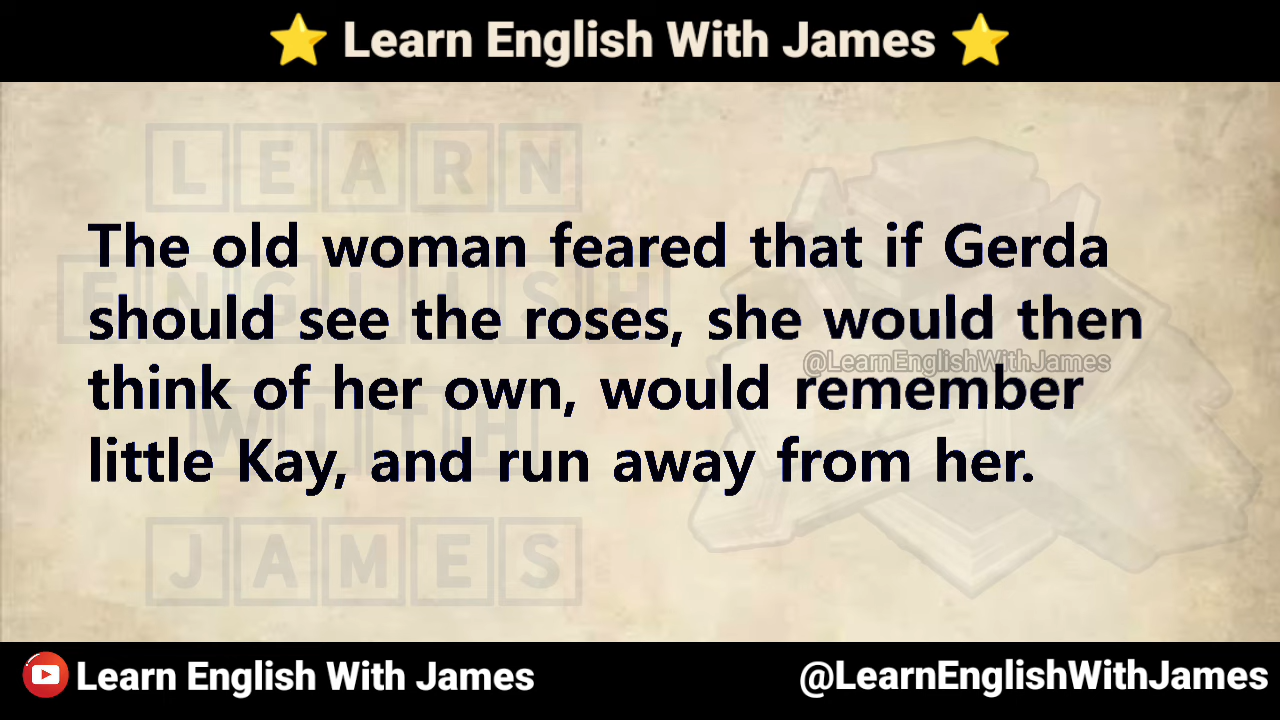 ⭐ Learn English With James ⭐
LEARN
The old woman feared that if Gerda
ENGLISH
should see the roses, she would then
@LearnEnglishWithJames
think of her own, would remember
WITH
little Kay, and run away from her.
JAMES
Learn English With James
@LearnEnglishWithJames